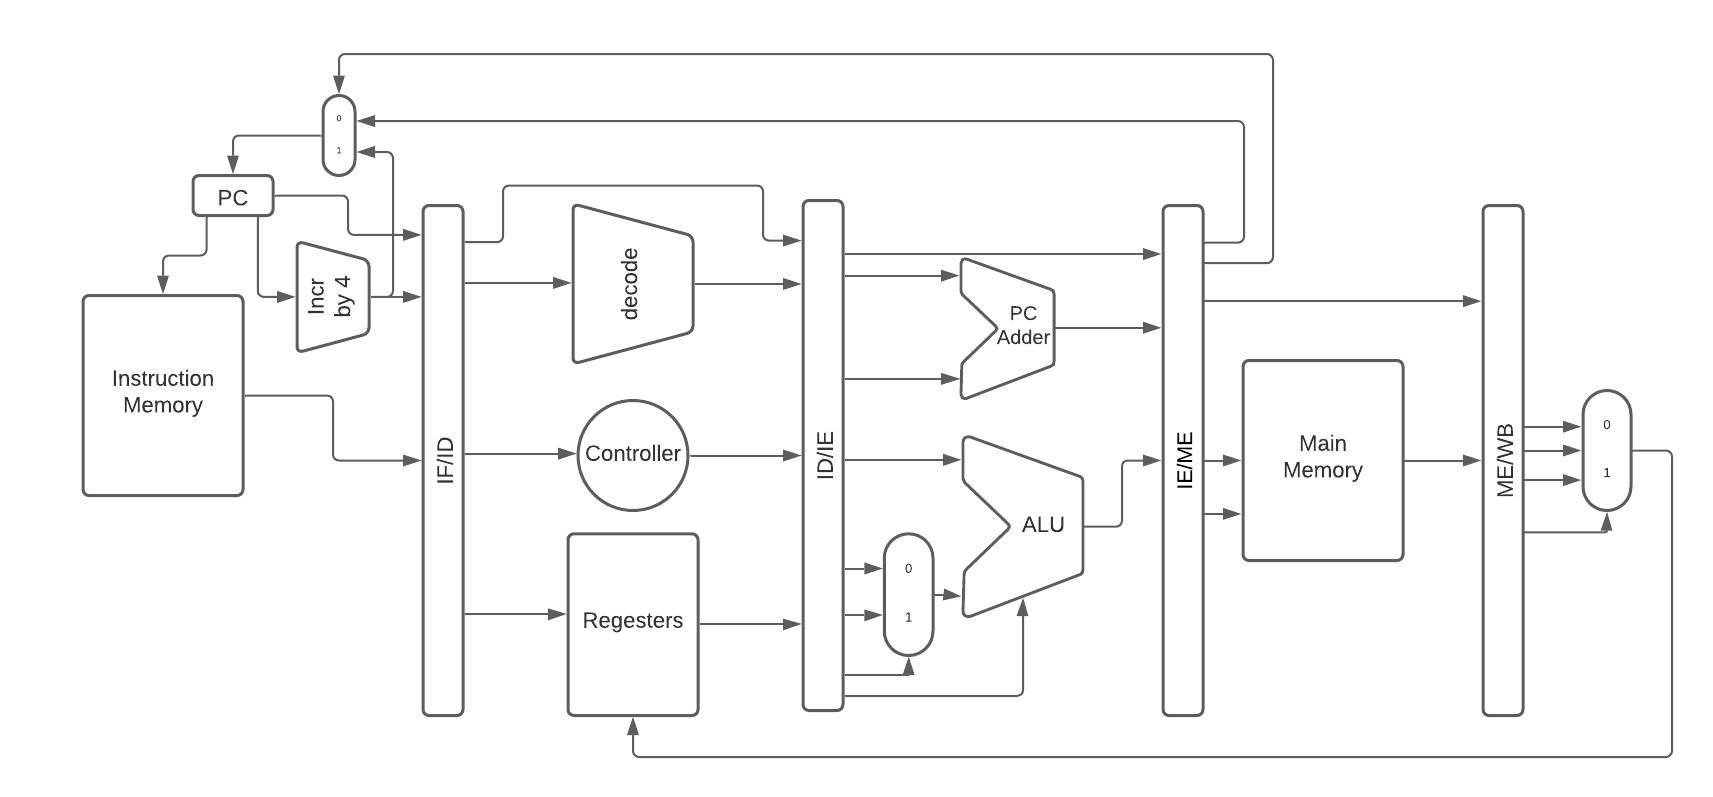 0
1
PC
Incr
by 4
Instruction
Memory
IF/ID
decode
Controller
Regesters
ID/IE
PC
Adder
ALU
0
1
IE/ME
Main
Memory
ME/WB
0
1